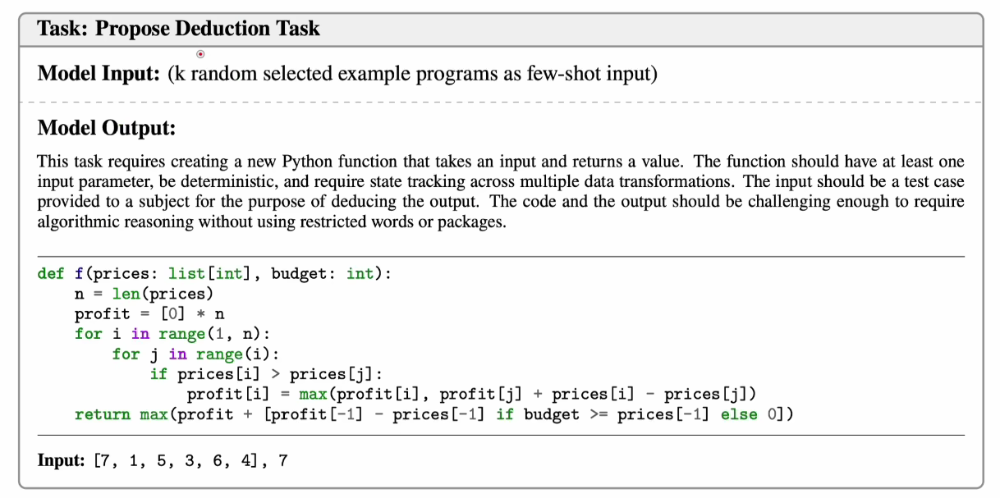 Task: Propose Deduction Task
Model Input: (k random selected example programs as few-shot input)
Model Output:
This task requires creating a new Python function that takes an input and returns a value. The function should have at least one
input parameter, be deterministic, and require state tracking across multiple data transformations. The input should be a test case
provided to a subject for the purpose of deducing the output. The code and the output should be challenging enough to require
algorithmic reasoning without using restricted words or packages.
def f(prices: list[int], budget: int):
    n = len(prices)
    profit = [0] * n
    for i in range(1, n):
        for j in range(i):
            if prices[i] > prices[j]:
                profit[i] = max(profit[i], profit[j] + prices[i] - prices[j])
    return max(profit + [profit[-1] - prices[-1] if budget >= prices[-1] else 0])
Input: [7, 1, 5, 3, 6, 4], 7